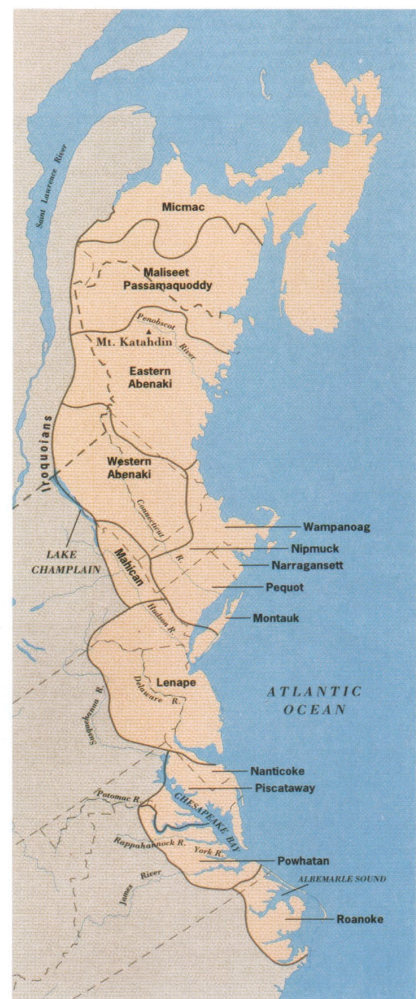 Saint Lawrence River
Micmac
Maliseet
Passamaquoddy
Penobscot
River
Mt. Katahdin
Eastern
Abenaki
Iroquoians
Western
Abenaki
Connecticut
R.
Wampanoag
Nipmuck
Narragansett
Pequot
Montauk
LAKE
CHAMPLAIN
Mahican
Hudson R.
Lenape
Delaware R.
ATLANTIC
OCEAN
Susquehannah R.
Nanticoke
Piscataway
CHESAPEAKE BAY
Potomac R.
Rappahannock R.
York R.
Powhatan
James River
ALBEMARLE SOUND
Roanoke